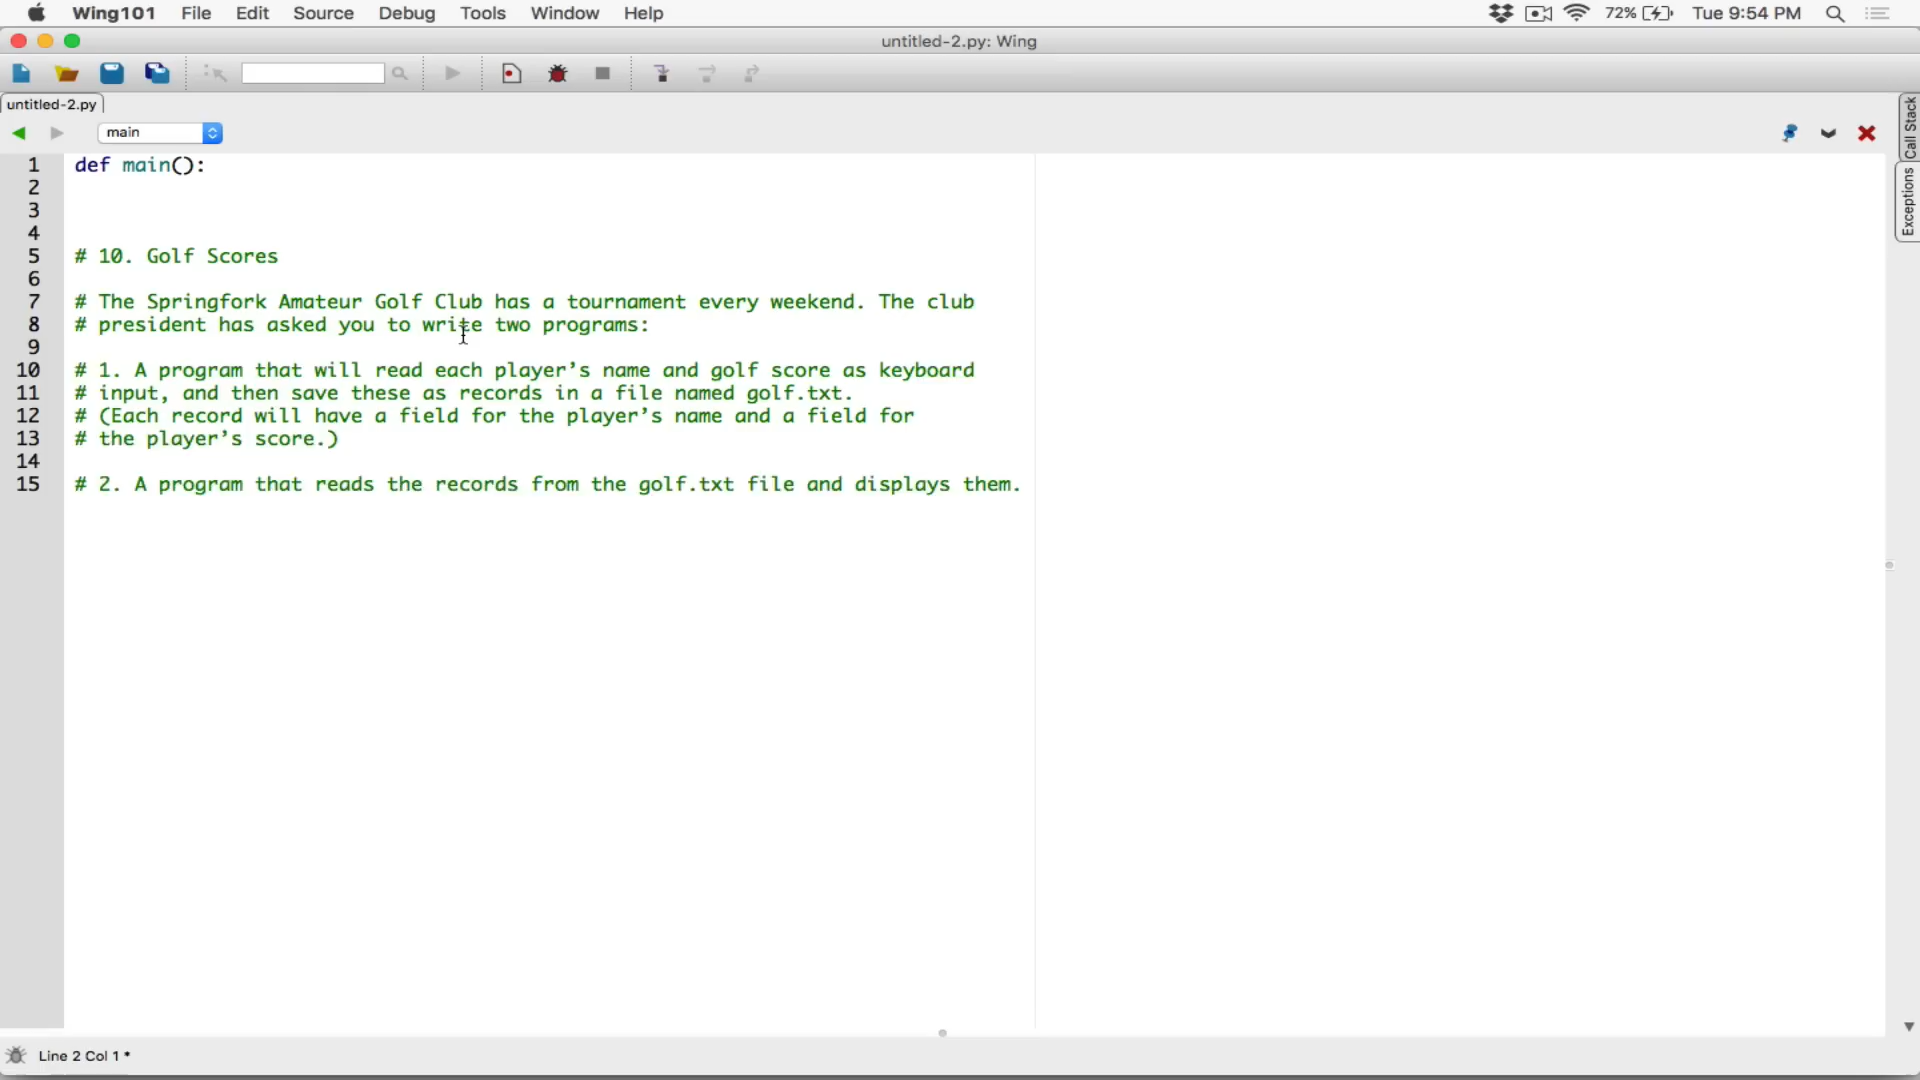 Wing101 File Edit Source Debug Tools Window Help 72% Tue 9:54 PM
untitled-2.py: Wing
untitled-2.py
main
Call Stack
Exceptions
1 def main():
2
3
4
5 # 10. Golf Scores
6
7 # The Springfork Amateur Golf Club has a tournament every weekend. The club
8 # president has asked you to write two programs:
9
10 # 1. A program that will read each player’s name and golf score as keyboard
11 # input, and then save these as records in a file named golf.txt.
12 # (Each record will have a field for the player’s name and a field for
13 # the player’s score.)
14
15 # 2. A program that reads the records from the golf.txt file and displays them.
Line 2 Col 1 *